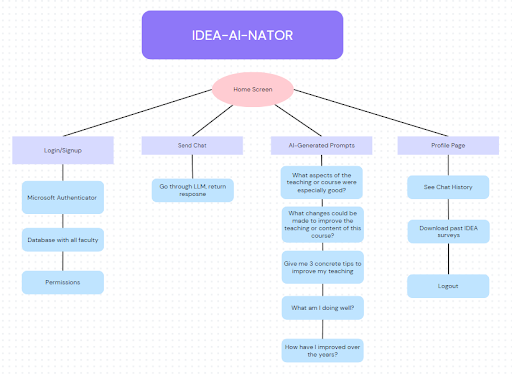 IDEA-AI-NATOR
Home Screen
Login/Signup
Send Chat
AI-Generated Prompts
Profile Page
Microsoft Authenticator
Database with all faculty
Permissions
Go through LLM, return
resposne
What aspects of the
teaching or course were
especially good?
What changes could be
made to improve the
teaching or content of this
course?
Give me 3 concrete tips to
improve my teaching
What am I doing well?
How have I improved over
the years?
See Chat History
Download past IDEA
surveys
Logout